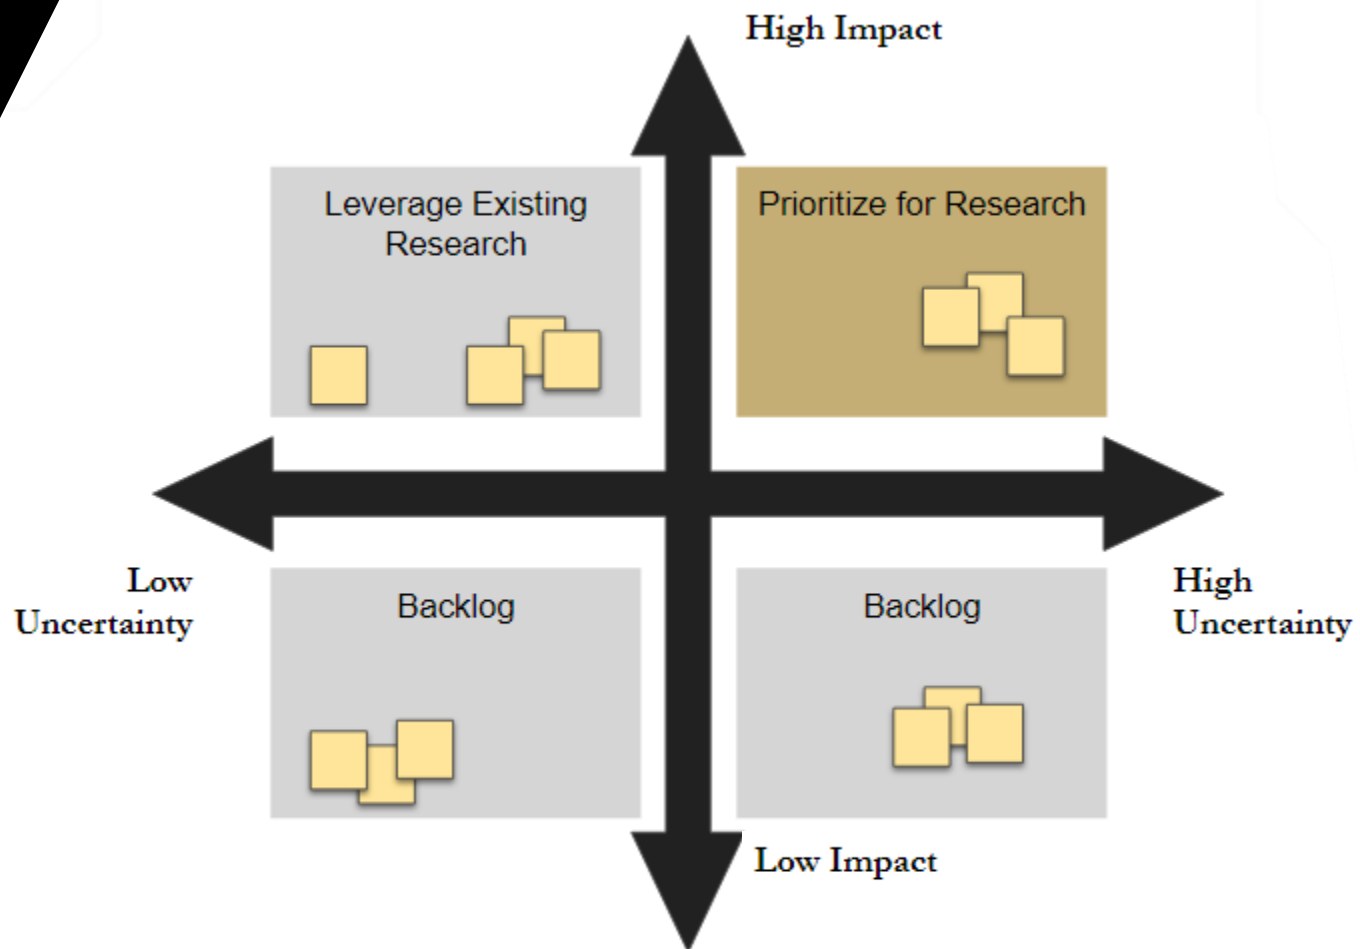 High Impact
Leverage Existing
Research
Prioritize for Research
Low
Uncertainty
High
Uncertainty
Backlog
Backlog
Low Impact